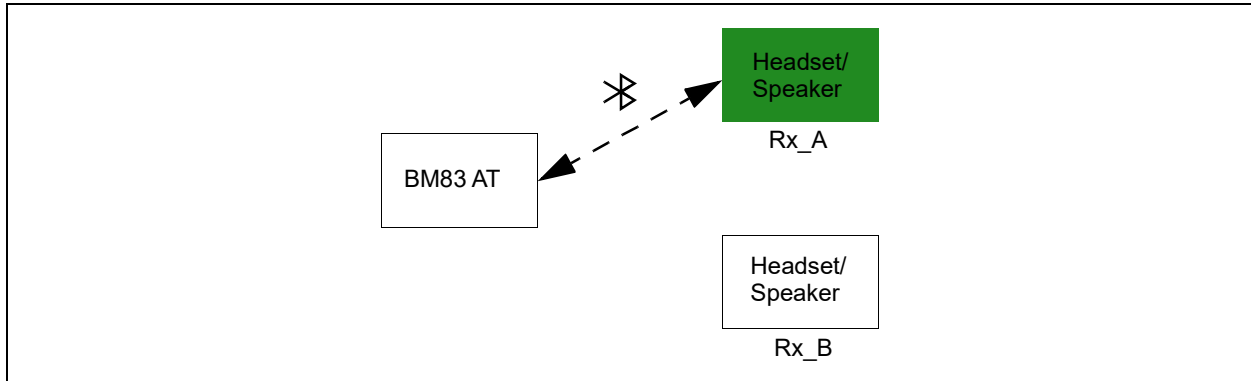 Headset/
Speaker
Rx_A
BM83 AT
Headset/
Speaker
Rx_B